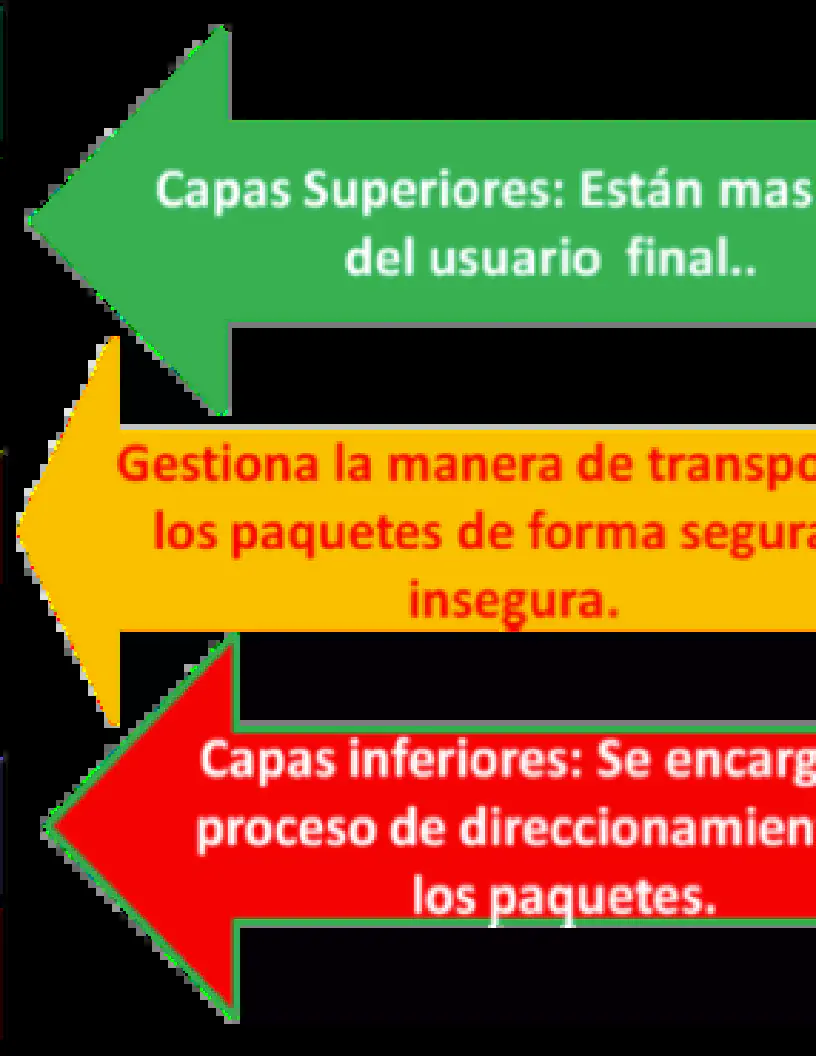 Capas Superiores: Están mas
del usuario final..
Gestiona la manera de transpo
los paquetes de forma segura
insegura.
Capas inferiores: Se encarg
proceso de direccionamien
los paquetes.